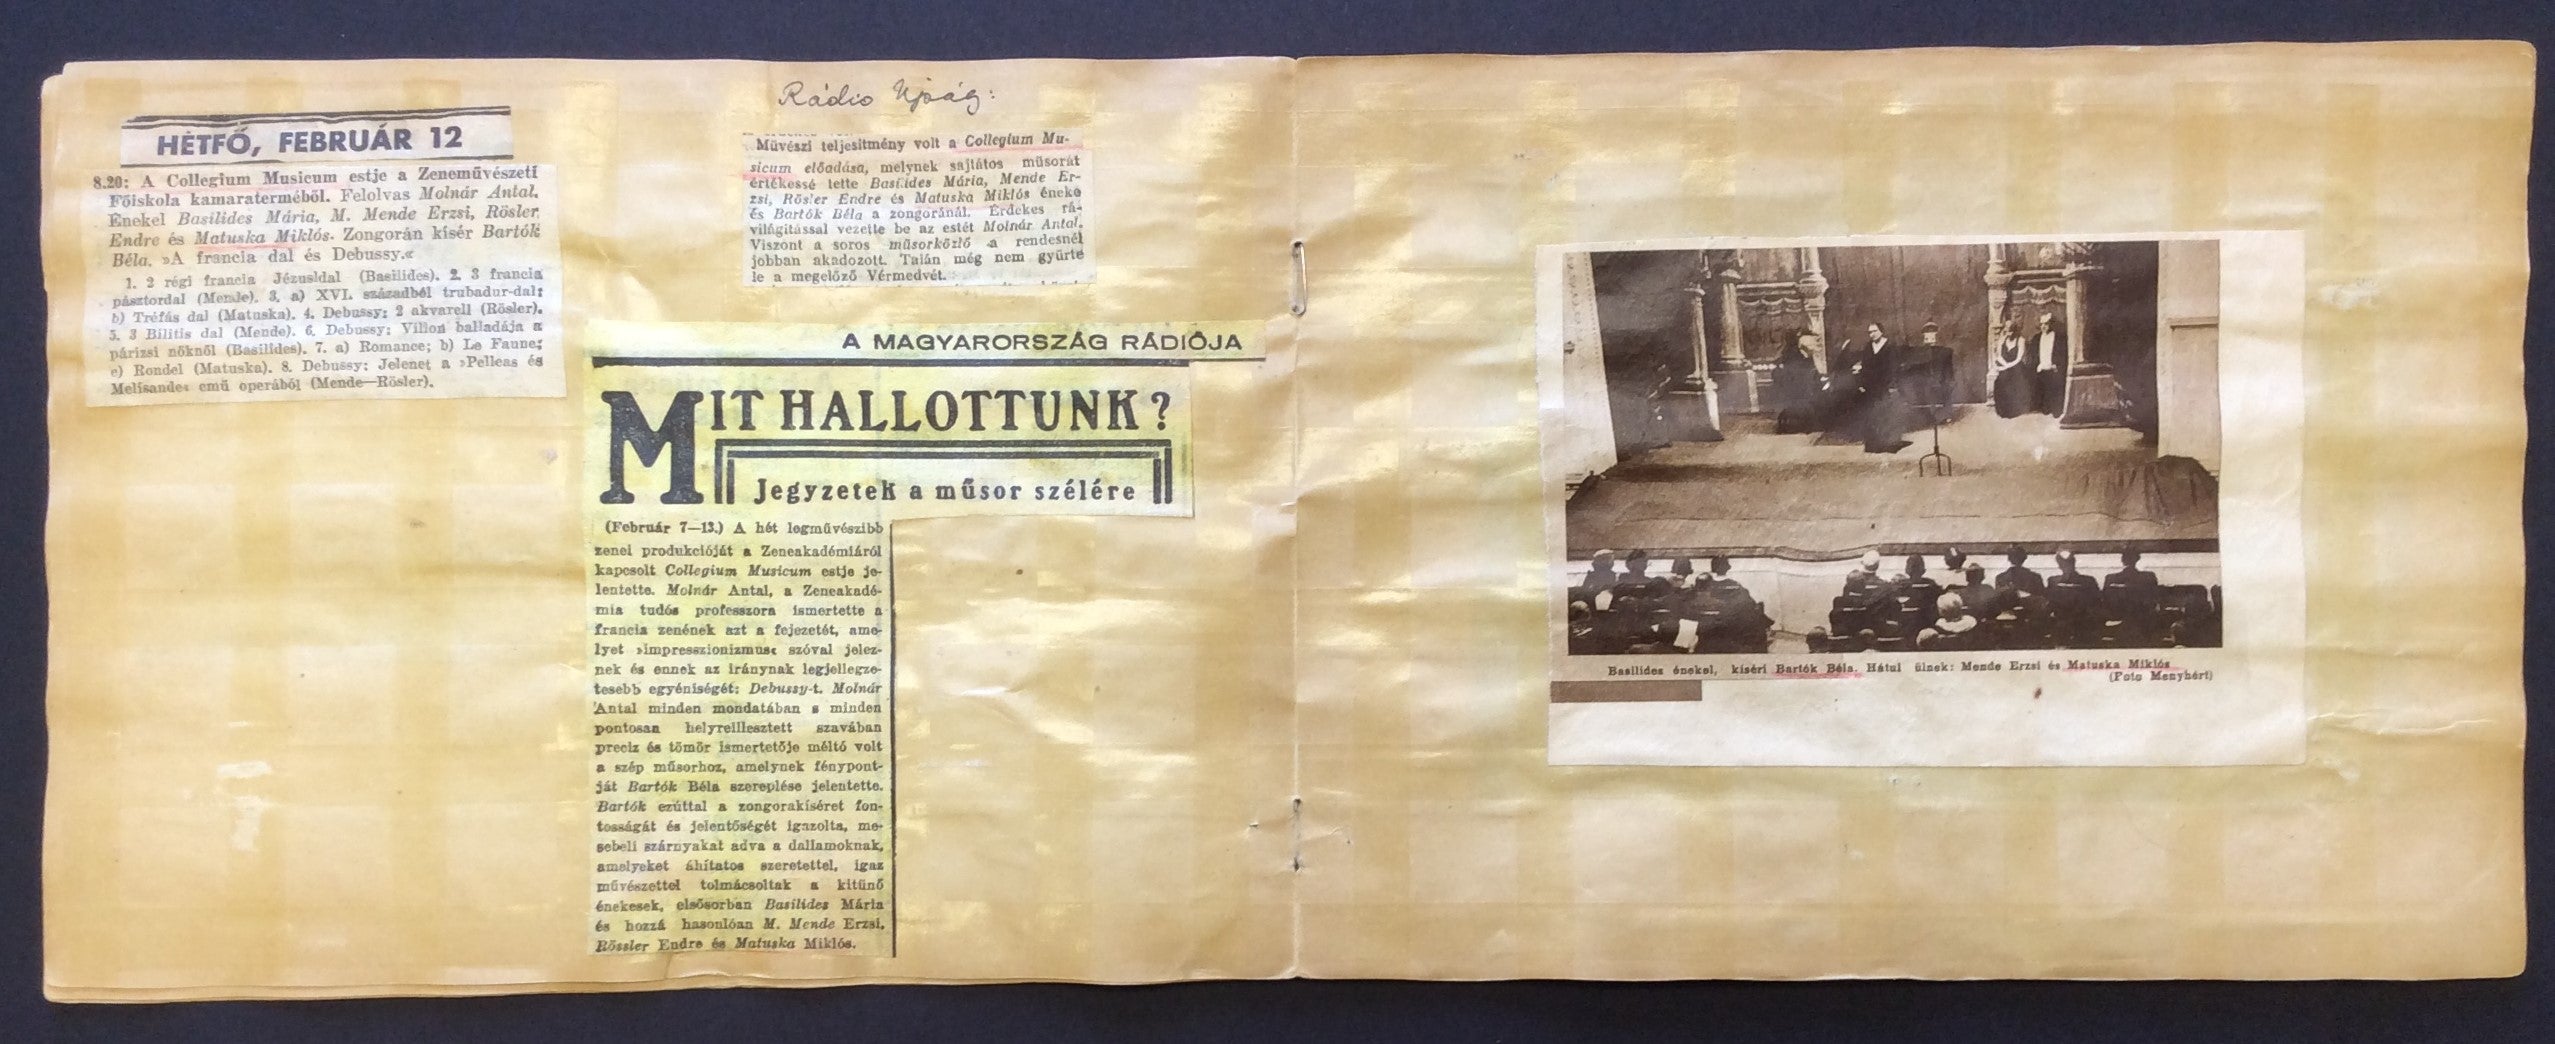 HÉTFŐ, FEBRUÁR 12
8.20: A Collegium Musicum estje a Zeneművészeti
Főiskola kamaraterméből. Felolvas Molnár Antal.
Énekel Basilides Mária, M. Mende Erzsi, Rösler
Endre és Matuska Miklós. Zongorán kísér Bartók
Béla. »A francia dal és Debussy.«
1. 2 régi francia Jézusldal (Basilides). 2. 3 francia
pásztordal (Mende). 3. a) XVI. századból trubadur-dal;
b) Tréfás dal (Matuska). 4. Debussy: 2 akvarell (Rösler).
5. 3 Bilitis dal (Mende). 6. Debussy: Villon balladája a
párizsi nőkről (Basilides). 7. a) Romance; b) Le Faune;
c) Rondel (Matuska). 8. Debussy: Jelenet a »Pelleas és
Melisande« cmű operából (Mende—Rösler).
Rádio Ujság:
Művészi teljesitmény volt a Collegium Mu-
sicum előadása, melynek sajátos műsorát
értékessé tette Basilides Mária, Mende Er-
zsi, Rösler Endre és Matuska Miklós éneke
és Bartók Béla a zongoránál. Érdekes rá-
világitással vezette be az estét Molnár Antal.
Viszont a soros műsorközlő a rendesnél
jobban akadozott. Talán még nem gyürte
le a megelőző Vérmedvét.
A MAGYARORSZÁG RÁDIÓJA
MIT HALLOTTUNK?
Jegyzetek a műsor szélére
(Február 7—13.) A hét legművészibb
zenei produkcióját a Zeneakadémiáról
kapcsolt Collegium Musicum estje je-
lentette. Molnár Antal, a Zeneakadé-
mia tudós professzora ismertette a
francia zenének azt a fejezetét, ame-
lyet »impresszionizmus« szóval jelez-
nek és ennek az iránynak legjellegze-
tesebb egyéniségét: Debussy-t. Molnár
Antal minden mondatában s minden
pontosan helyreillesztett szavában
preciz és tömör ismertetője méltó volt
a szép műsorhoz, amelynek fénypont-
ját Bartók Béla szereplése jelentette.
Bartók ezúttal a zongorakíséret fon-
tosságát és jelentőségét igazolta, me-
sebeli szárnyakat adva a dallamoknak,
amelyeket áhítatos szeretettel, igaz
művészettel tolmácsoltak a kitünő
énekesek, elsősorban Basilides Mária
és hozzá hasonlóan M. Mende Erzsi,
Rössler Endre és Matuska Miklós.
Basilides énekel, kiséri Bartók Béla. Hátul ülnek: Mende Erzsi és Matuska Miklós
(Foto Menyhért)